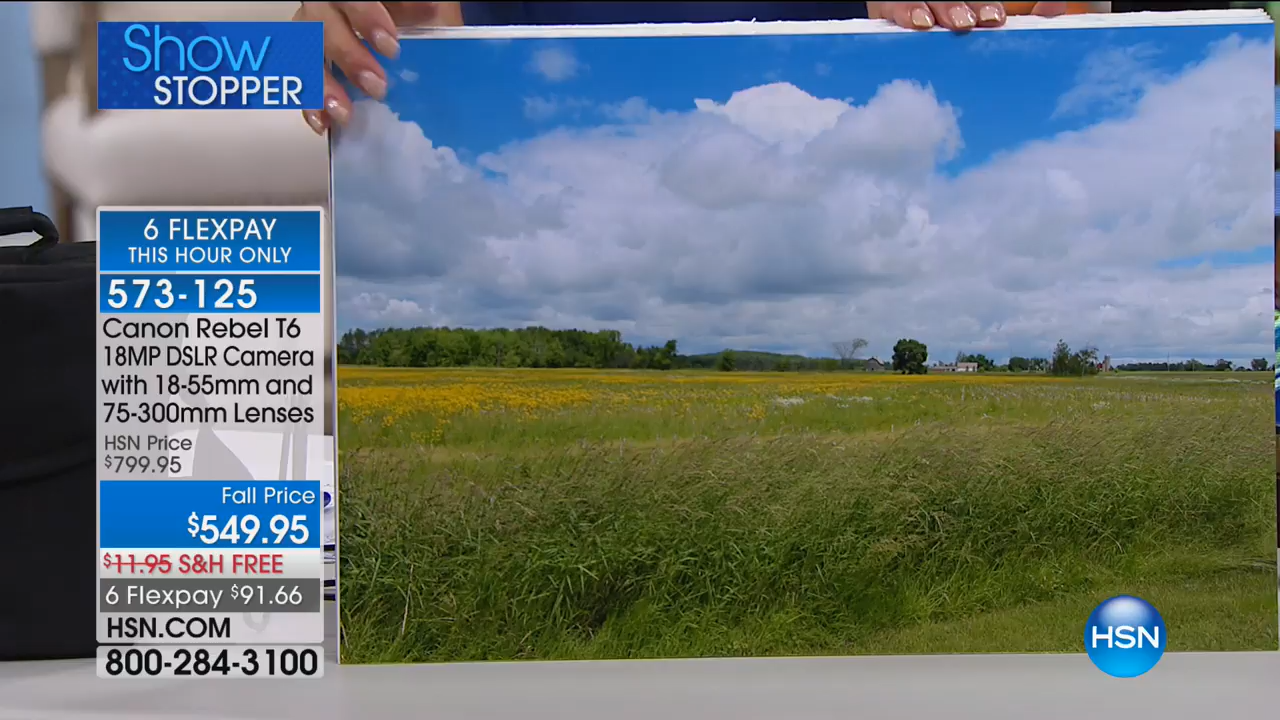 Show
STOPPER
6 FLEXPAY
THIS HOUR ONLY
573-125
Canon Rebel T6
18MP DSLR Camera
with 18-55mm and
75-300mm Lenses
HSN Price
$799.95
Fall Price
$549.95
$11.95 S&H FREE
6 Flexpay $91.66
HSN.COM
800-284-3100
HSN